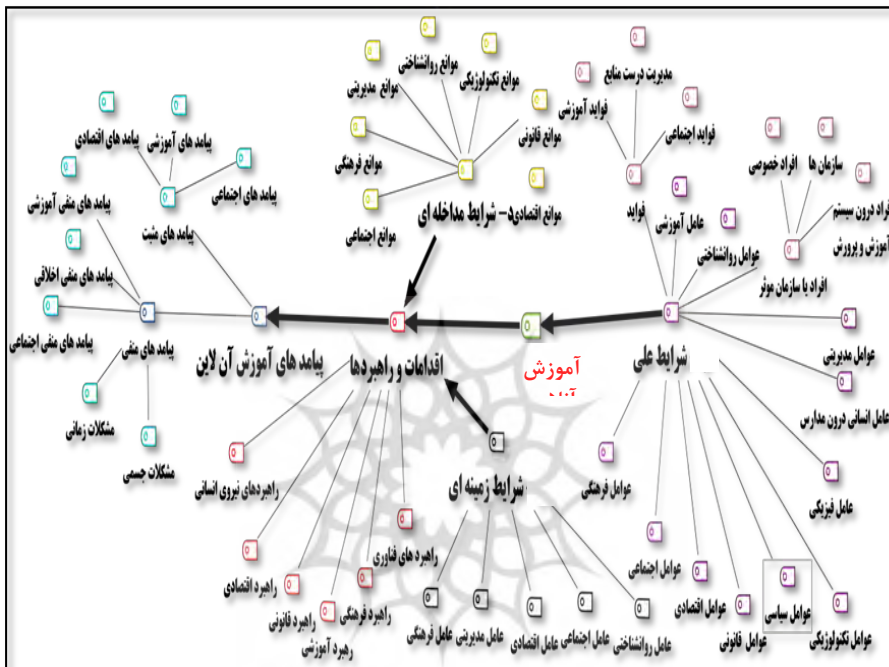 مدیریت درست منابع
فواید آموزشی
فواید اجتماعی
فواید
موانع روانشناختی
موانع تکنولوژیکی
موانع مدیریتی
موانع قانونی
موانع فرهنگی
موانع اقتصادی
موانع اجتماعی
د- شرایط مداخله ای
پیامد های اقتصادی
پیامد های آموزشی
پیامد های اجتماعی
پیامد های مثبت
پیامد های منفی آموزشی
پیامد های منفی اخلاقی
پیامد های منفی اجتماعی
پیامد های منفی
مشکلات زمانی
مشکلات جسمی
افراد خصوصی
سازمان ها
افراد درون سیستم
آموزش و پرورش
افراد یا سازمان موثر
عامل آموزشی
عوامل روانشناختی
عوامل مدیریتی
عامل انسانی درون مدارس
عامل فیزیکی
شرایط علی
آموزش
اقدامات و راهبردها
پیامد های آموزش آن لاین
شرایط زمینه ای
عوامل فرهنگی
عوامل اجتماعی
عوامل اقتصادی
عوامل قانونی
عوامل سیاسی
عوامل تکنولوژیکی
راهبردهای نیروی انسانی
راهبرد های فناوری
راهبرد اقتصادی
راهبرد قانونی
راهبرد فرهنگی
رهبرد آموزشی
عامل فرهنگی
عامل مدیریتی
عامل اقتصادی
عامل اجتماعی
عامل روانشناختی